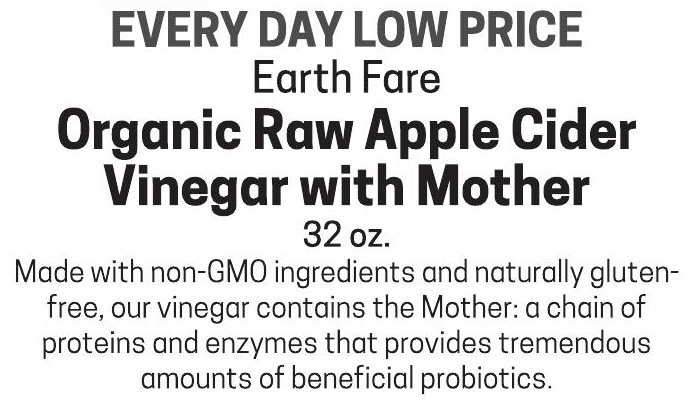 EVERY DAY LOW PRICE
Earth Fare
Organic Raw Apple Cider
Vinegar with Mother
32 oz.
Made with non-GMO ingredients and naturally gluten-
free, our vinegar contains the Mother: a chain of
proteins and enzymes that provides tremendous
amounts of beneficial probiotics.